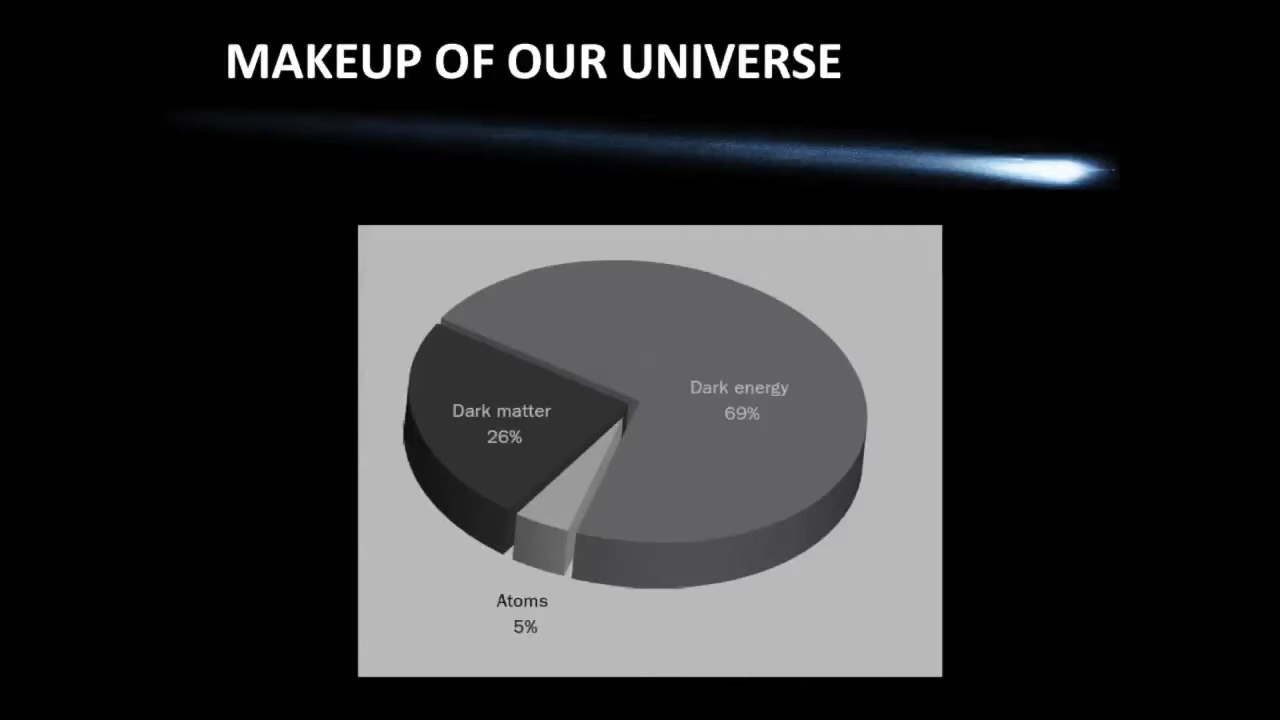 MAKEUP OF OUR UNIVERSE
Dark energy
69%
Dark matter
26%
Atoms
5%